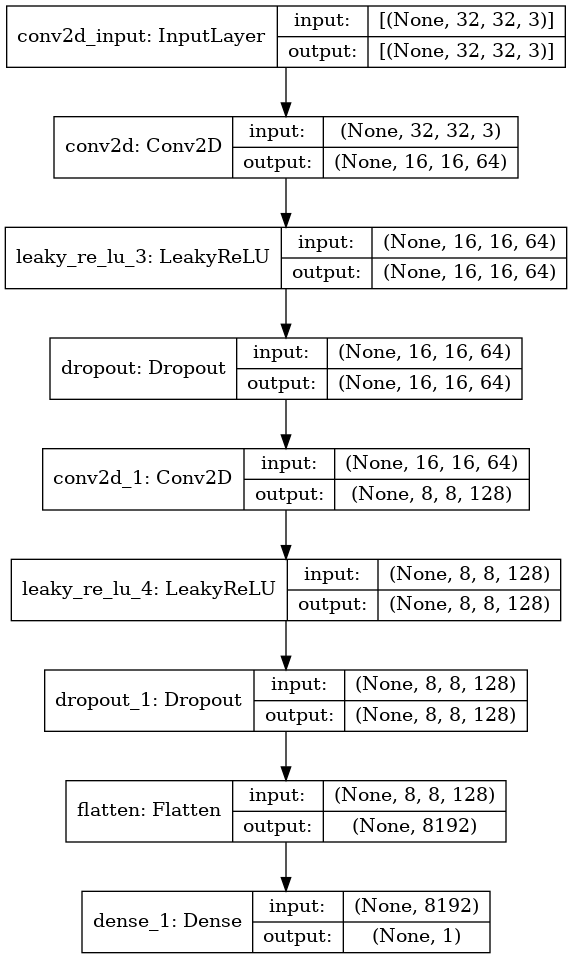 conv2d_input: InputLayer
input: [(None, 32, 32, 3)]
output: [(None, 32, 32, 3)]
conv2d: Conv2D
input: (None, 32, 32, 3)
output: (None, 16, 16, 64)
leaky_re_lu_3: LeakyReLU
input: (None, 16, 16, 64)
output: (None, 16, 16, 64)
dropout: Dropout
input: (None, 16, 16, 64)
output: (None, 16, 16, 64)
conv2d_1: Conv2D
input: (None, 16, 16, 64)
output: (None, 8, 8, 128)
leaky_re_lu_4: LeakyReLU
input: (None, 8, 8, 128)
output: (None, 8, 8, 128)
dropout_1: Dropout
input: (None, 8, 8, 128)
output: (None, 8, 8, 128)
flatten: Flatten
input: (None, 8, 8, 128)
output: (None, 8192)
dense_1: Dense
input: (None, 8192)
output: (None, 1)